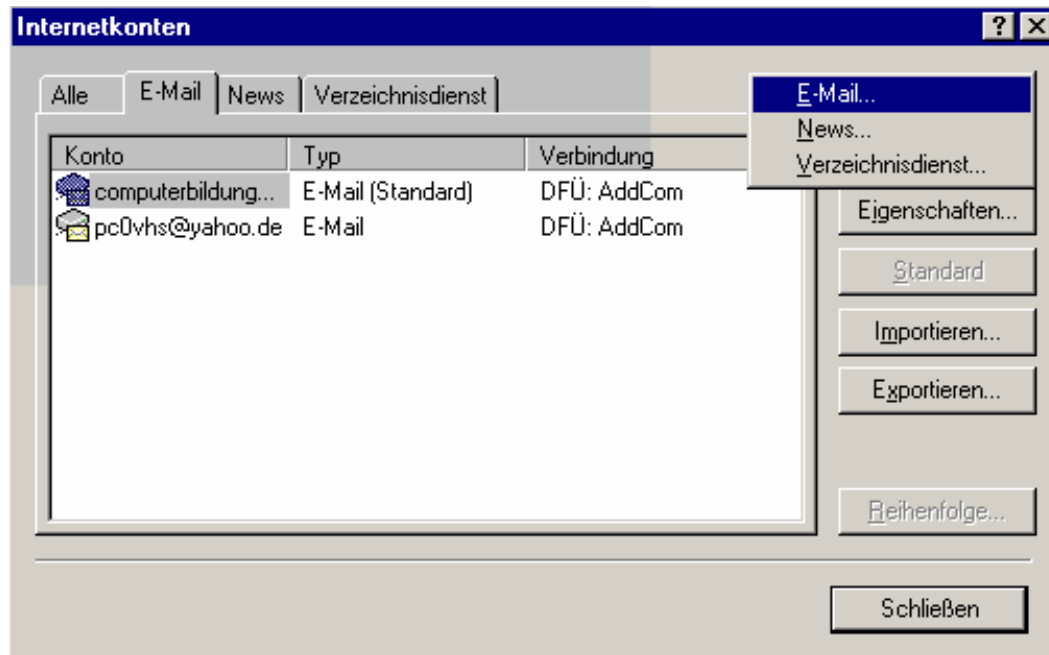 Internetkonten
Alle E-Mail News Verzeichnisdienst
E-Mail...
News...
Verzeichnisdienst...
Konto Typ Verbindung
computerbildung... E-Mail (Standard) DFÜ: AddCom
pc0vhs@yahoo.de E-Mail DFÜ: AddCom
Eigenschaften...
Standard
Importieren...
Exportieren...
Reihenfolge...
Schließen